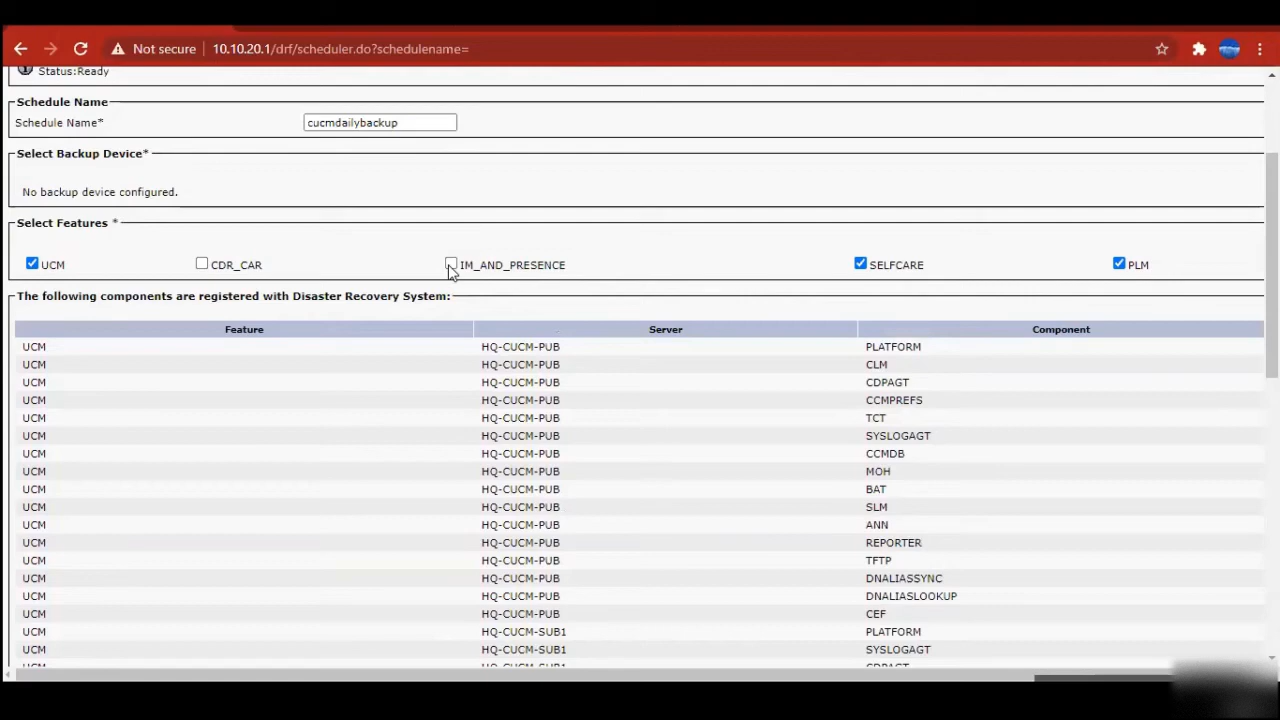 Not secure 10.10.20.1/drf/scheduler.do?schedulename=
Status:Ready
Schedule Name
Schedule Name* cucmdailybackup
Select Backup Device*
No backup device configured.
Select Features *
UCM CDR_CAR IM_AND_PRESENCE SELFCARE PLM
The following components are registered with Disaster Recovery System:
Feature Server Component
UCM HQ-CUCM-PUB PLATFORM
UCM HQ-CUCM-PUB CLM
UCM HQ-CUCM-PUB CDPAGT
UCM HQ-CUCM-PUB CCMPREFS
UCM HQ-CUCM-PUB TCT
UCM HQ-CUCM-PUB SYSLOGAGT
UCM HQ-CUCM-PUB CCMDB
UCM HQ-CUCM-PUB MOH
UCM HQ-CUCM-PUB BAT
UCM HQ-CUCM-PUB SLM
UCM HQ-CUCM-PUB ANN
UCM HQ-CUCM-PUB REPORTER
UCM HQ-CUCM-PUB TFTP
UCM HQ-CUCM-PUB DNALIASSYNC
UCM HQ-CUCM-PUB DNALIASLOOKUP
UCM HQ-CUCM-PUB CEF
UCM HQ-CUCM-SUB1 PLATFORM
UCM HQ-CUCM-SUB1 SYSLOGAGT
UCM HQ-CUCM-SUB1 CDPAGT